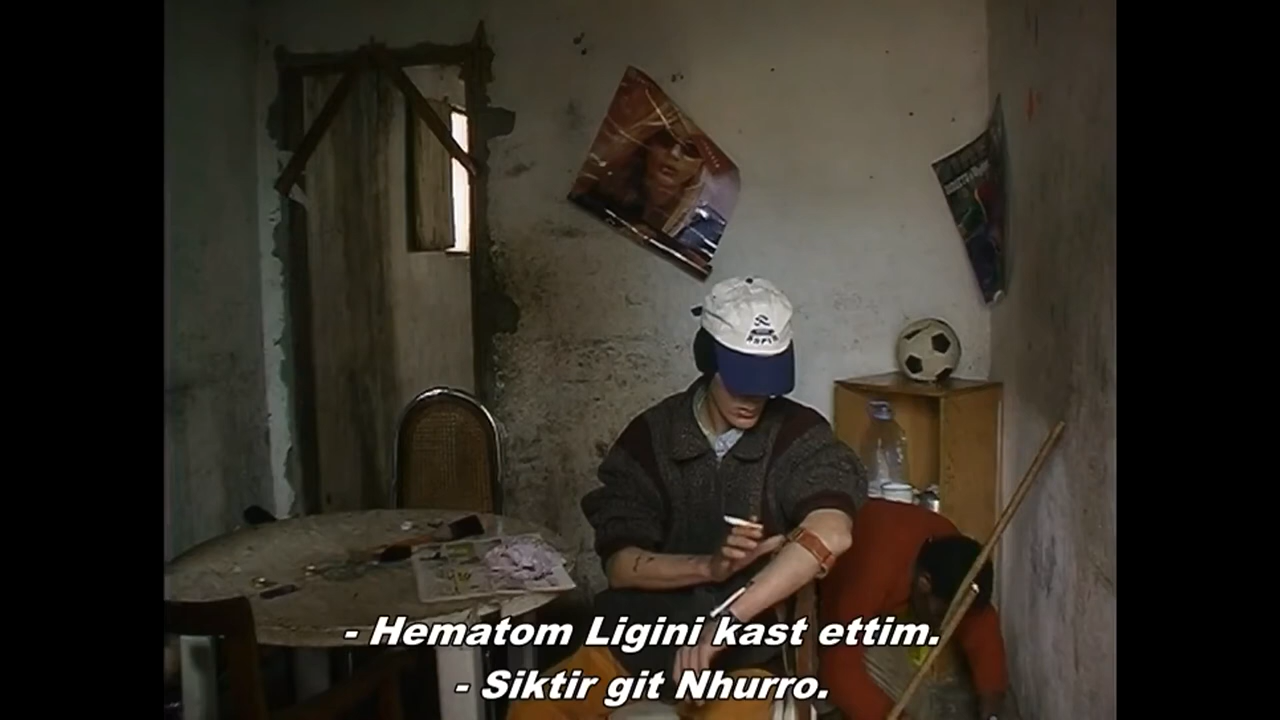 - Hematom Ligini kast ettim.
- Siktir git Nhurro.